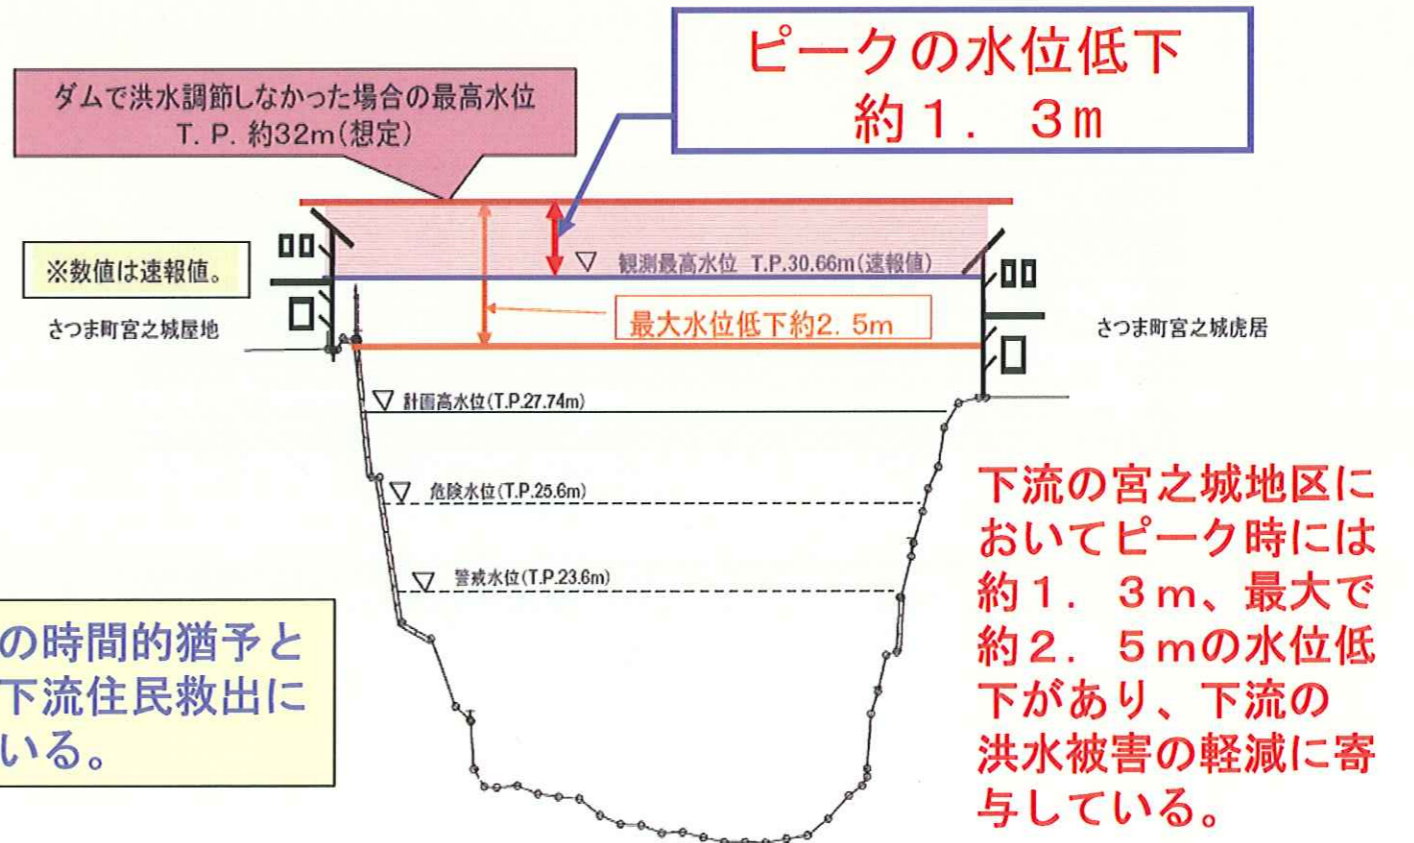 ピークの水位低下
約1. 3m
ダムで洪水調節しなかった場合の最高水位
T. P. 約32m(想定)
※数値は速報値。
▽ 観測最高水位 T.P.30.66m(速報値)
最大水位低下約2. 5m
さつま町宮之城屋地
さつま町宮之城虎居
▽ 計画高水位(T.P.27.74m)
▽ 危険水位(T.P.25.6m)
▽ 警戒水位(T.P.23.6m)
下流の宮之城地区に
おいてピーク時には
約1. 3m、最大で
約2. 5mの水位低
下があり、下流の
洪水被害の軽減に寄
与している。
の時間的猶予と
下流住民救出に
いる。